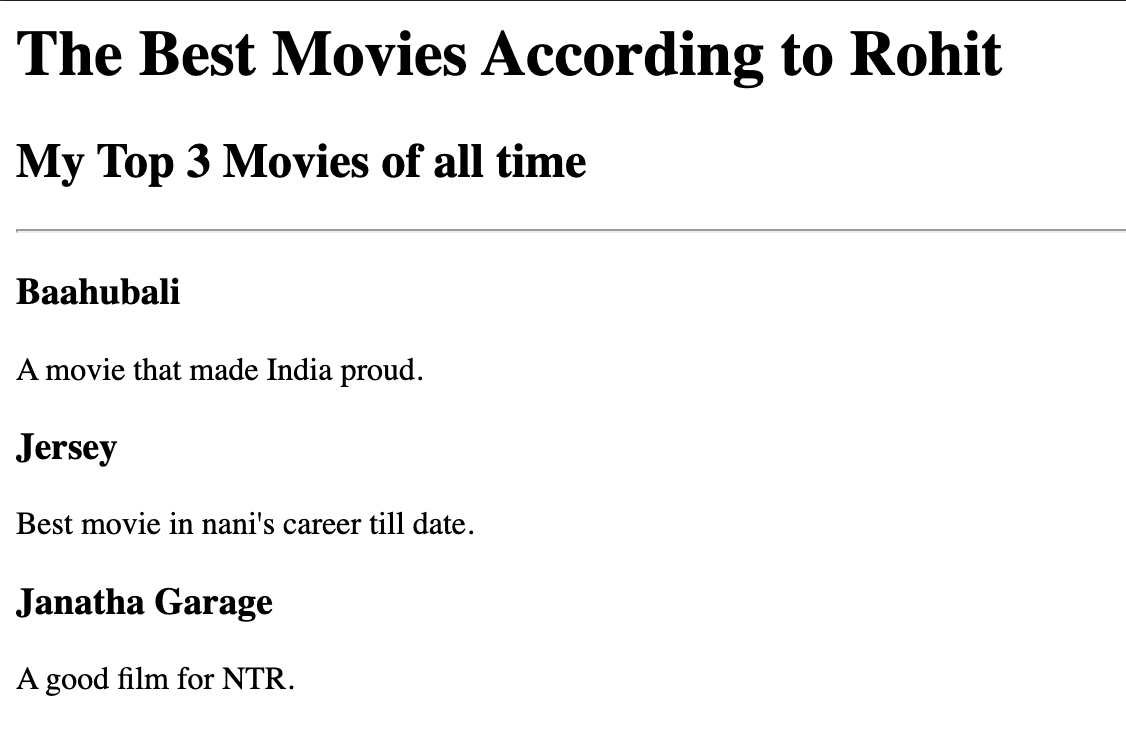 The Best Movies According to Rohit
My Top 3 Movies of all time
Baahubali
A movie that made India proud.
Jersey
Best movie in nani's career till date.
Janatha Garage
A good film for NTR.